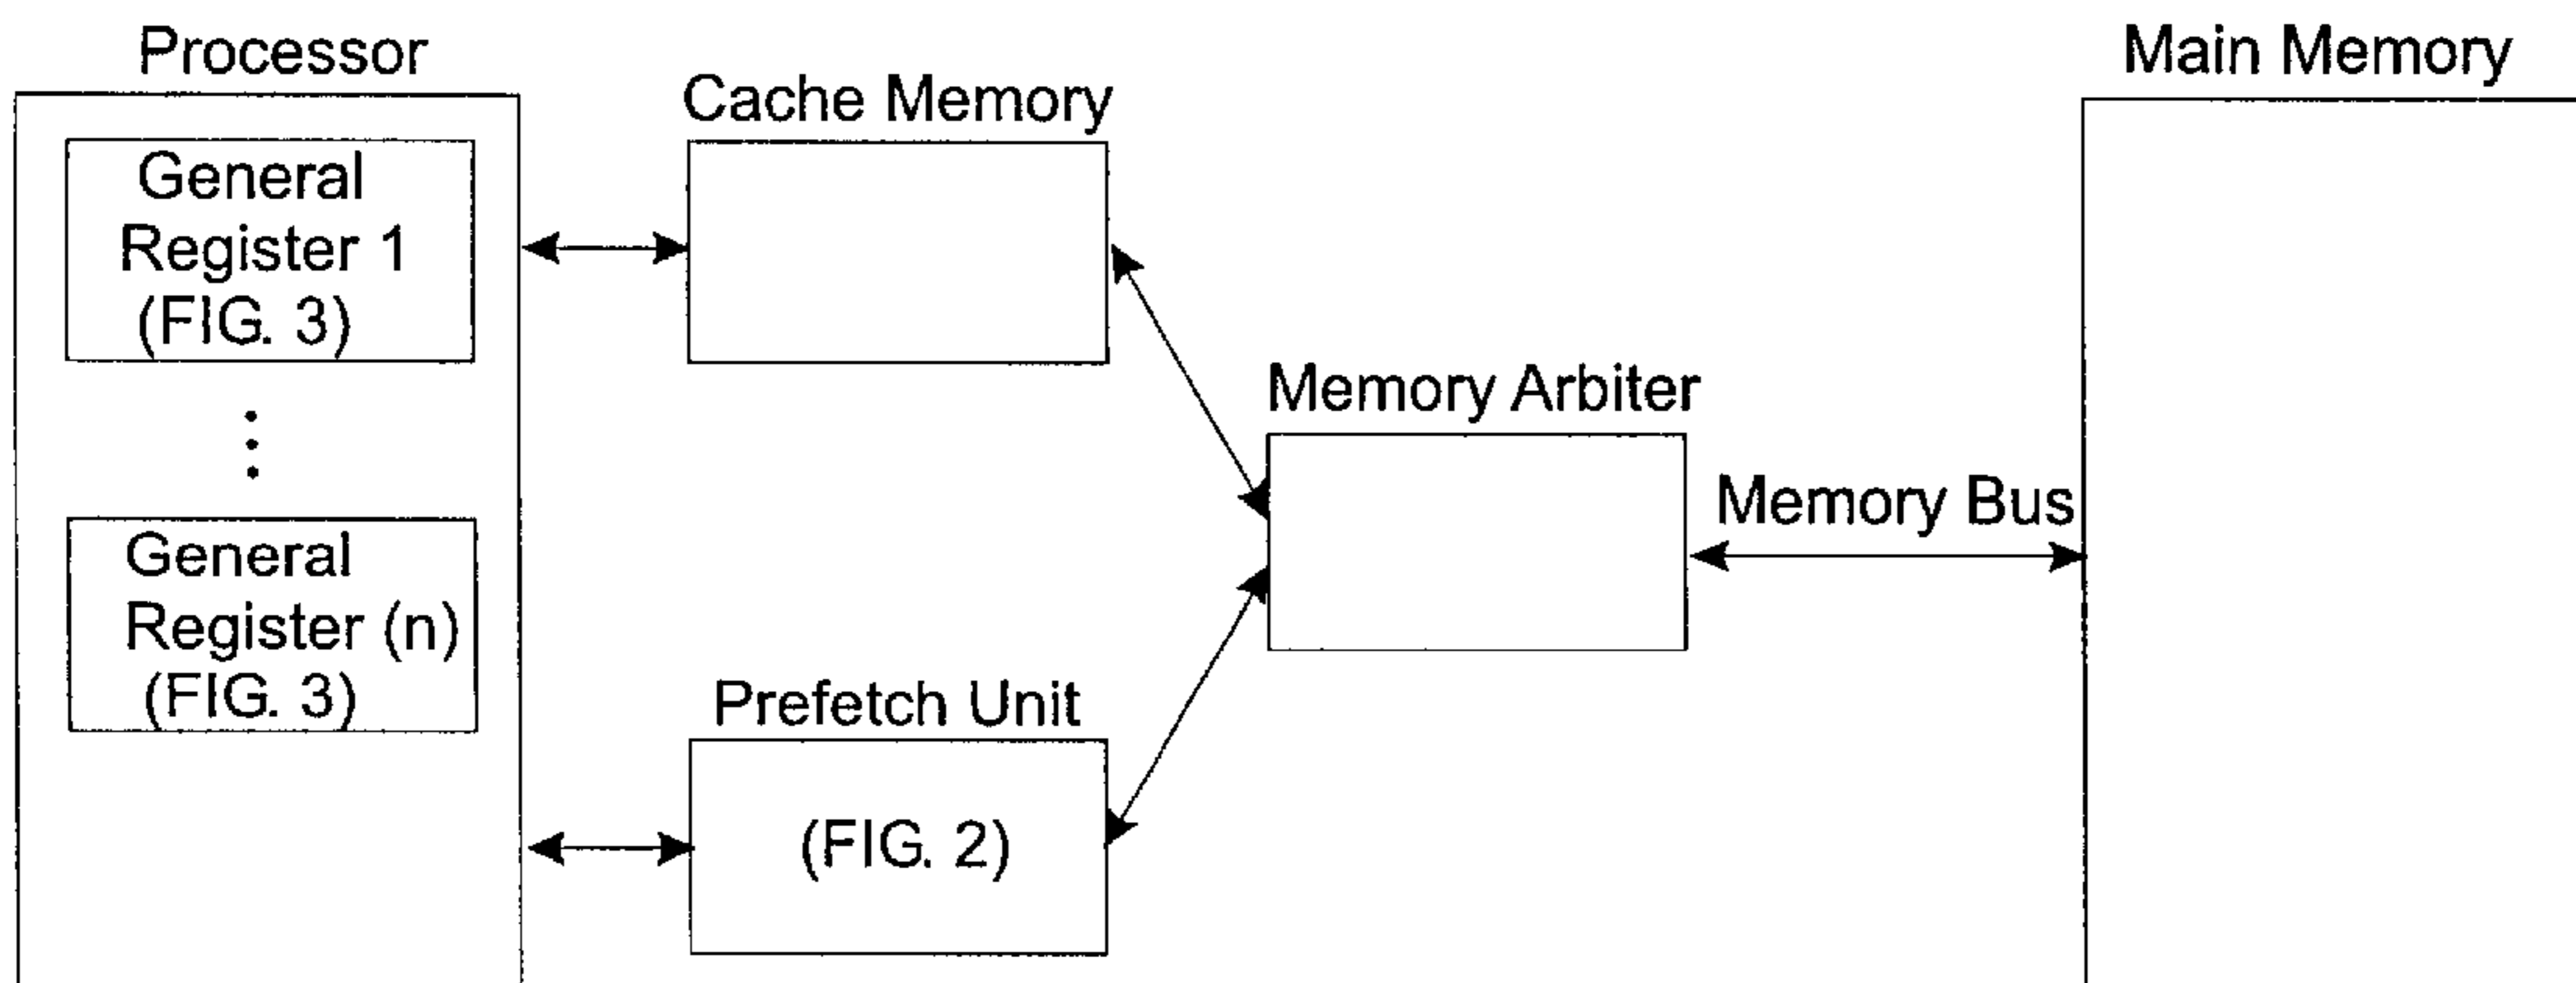 Processor
General
Register 1
(FIG. 3)
General
Register (n)
(FIG. 3)
Cache Memory
Prefetch Unit
(FIG. 2)
Memory Arbiter
Memory Bus
Main Memory